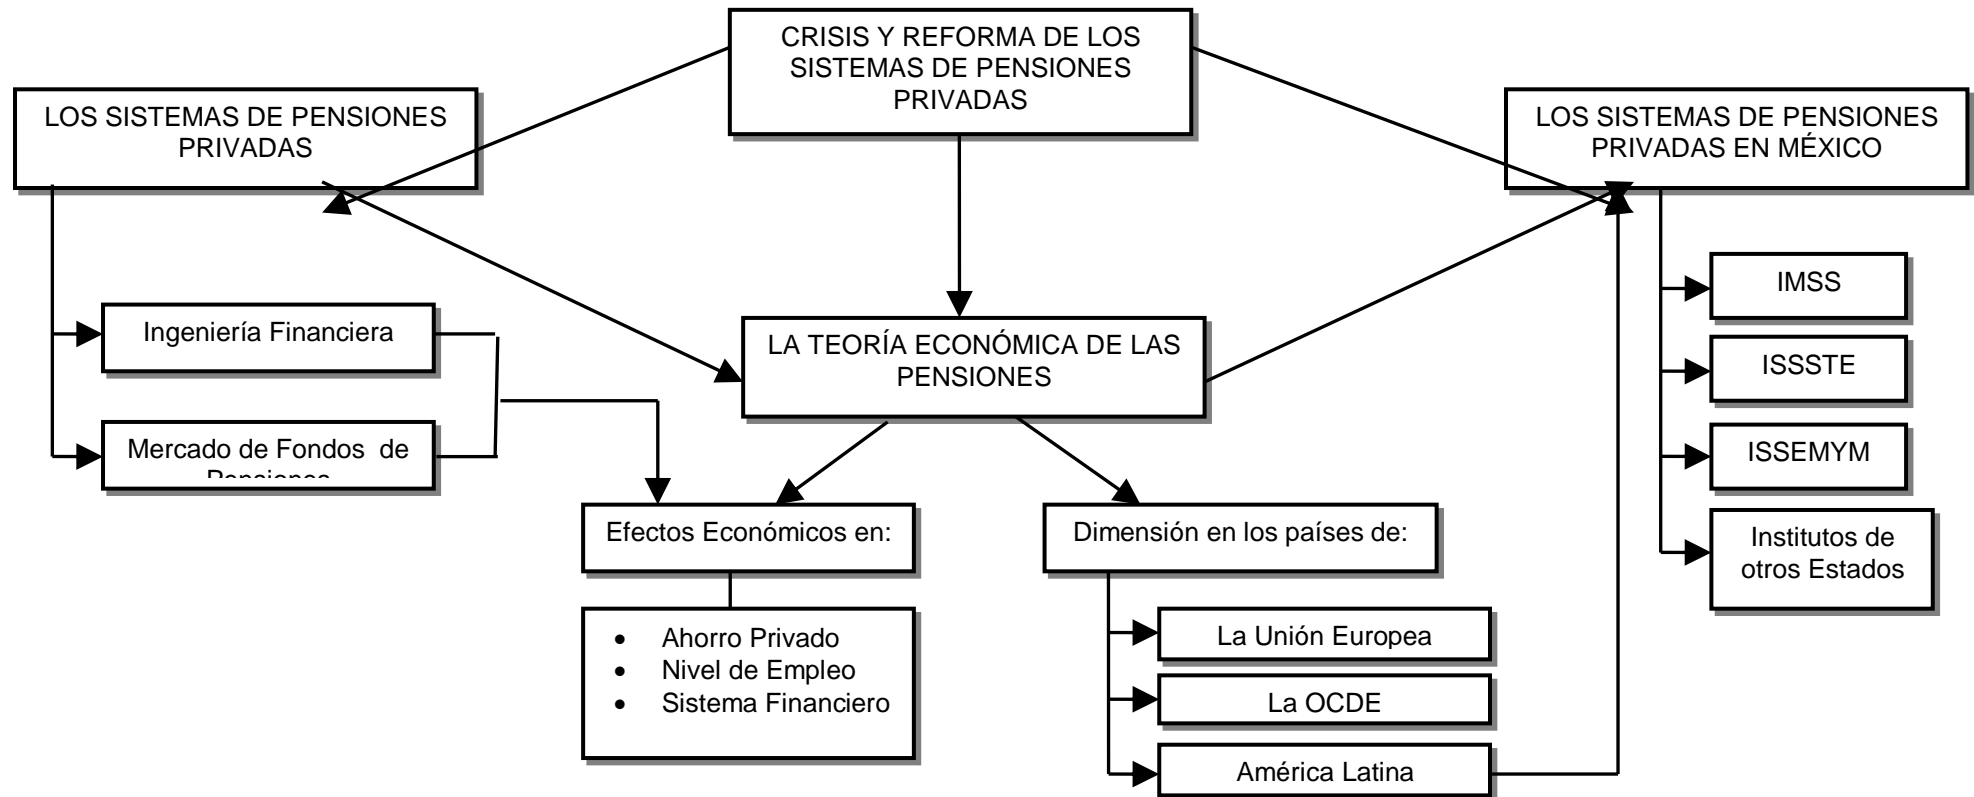 CRISIS Y REFORMA DE LOS
SISTEMAS DE PENSIONES
PRIVADAS
LOS SISTEMAS DE PENSIONES
PRIVADAS
LOS SISTEMAS DE PENSIONES
PRIVADAS EN MÉXICO
Ingeniería Financiera
Mercado de Fondos de
Pensiones
LA TEORÍA ECONÓMICA DE LAS
PENSIONES
IMSS
ISSSTE
ISSEMYM
Institutos de
otros Estados
Efectos Económicos en:
• Ahorro Privado
• Nivel de Empleo
• Sistema Financiero
Dimensión en los países de:
La Unión Europea
La OCDE
América Latina